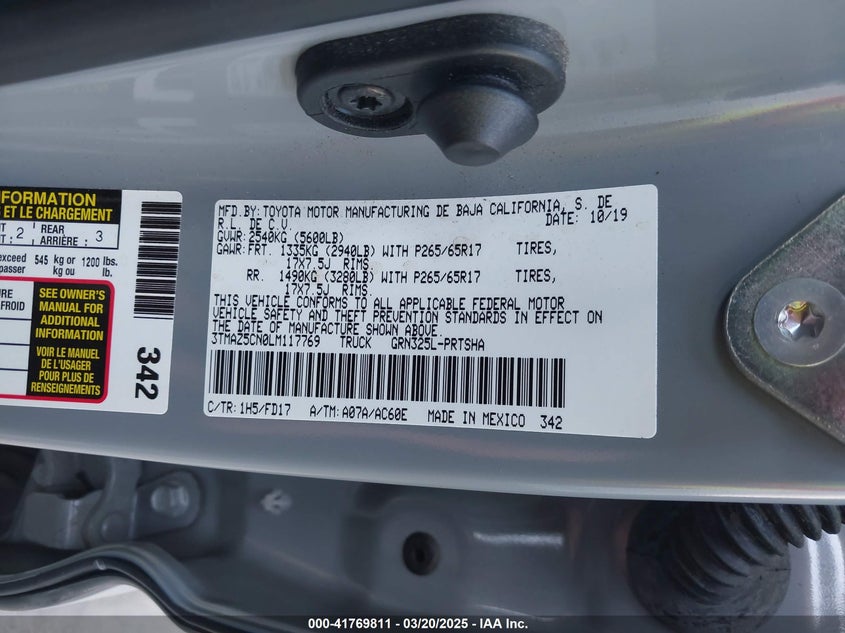 NFORMATION
S ET LE CHARGEMENT
2
REAR
ARRIÈRE : 3
exceed 545 kg or 1200 lbs.
passer kg ou lb.
FROID
SEE OWNER'S
MANUAL FOR
ADDITIONAL
INFORMATION
VOIR LE MANUEL
DE L'USAGER
POUR PLUS DE
RENSEIGNEMENTS
342
MFD.BY:TOYOTA MOTOR MANUFACTURING DE BAJA CALIFORNIA, S. DE
R.L. DE C.V. DATE: 10/19
GVWR:2540KG (5600LB)
GAWR:FRT. 1335KG (2940LB) WITH P265/65R17 TIRES,
17X7.5J RIMS
RR. 1490KG (3280LB) WITH P265/65R17 TIRES,
17X7.5J RIMS
THIS VEHICLE CONFORMS TO ALL APPLICABLE FEDERAL MOTOR
VEHICLE SAFETY AND THEFT PREVENTION STANDARDS IN EFFECT ON
THE DATE OF MANUFACTURE SHOWN ABOVE.
3TMAZ5CN0LM117769 TRUCK GRN325L-PRTSHA
C/TR: 1H5/FD17 A/TM: A07A/AC60E MADE IN MEXICO 342
000-41769811 — 03/20/2025 — IAA Inc.